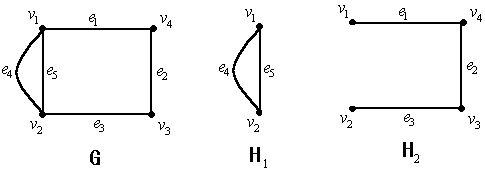 v₁ e₁ v₄
e₄ e₅ e₂
v₂ e₃ v₃
G
v₁
e₄ e₅
v₂
H₁
v₁ e₁ v₄
e₂
v₂ e₃ v₃
H₂